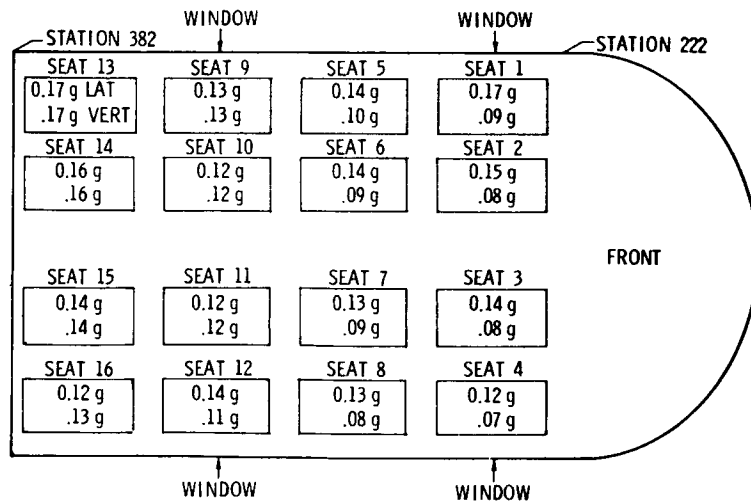 WINDOW WINDOW
STATION 382 STATION 222
SEAT 13 SEAT 9 SEAT 5 SEAT 1
0.17 g LAT 0.13 g 0.14 g 0.17 g
.17 g VERT .13 g .10 g .09 g
SEAT 14 SEAT 10 SEAT 6 SEAT 2
0.16 g 0.12 g 0.14 g 0.15 g
.16 g .12 g .09 g .08 g
FRONT
SEAT 15 SEAT 11 SEAT 7 SEAT 3
0.14 g 0.12 g 0.13 g 0.14 g
.14 g .12 g .09 g .08 g
SEAT 16 SEAT 12 SEAT 8 SEAT 4
0.12 g 0.14 g 0.13 g 0.12 g
.13 g .11 g .08 g .07 g
WINDOW WINDOW